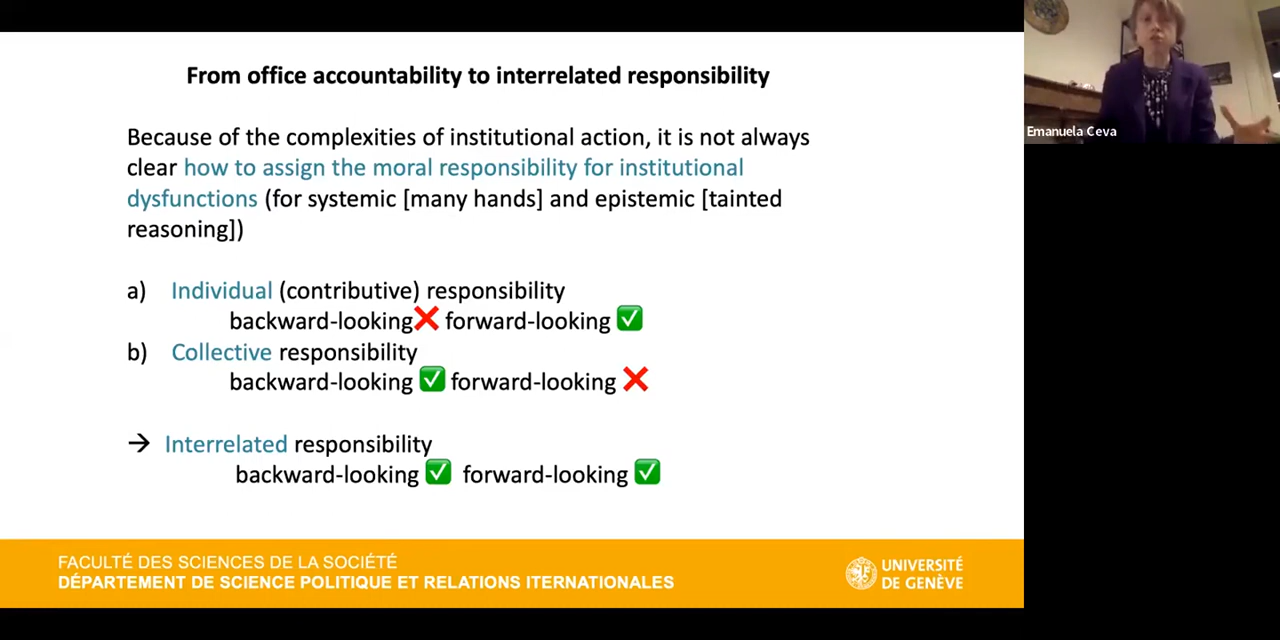 From office accountability to interrelated responsibility
Because of the complexities of institutional action, it is not always
clear how to assign the moral responsibility for institutional
dysfunctions (for systemic [many hands] and epistemic [tainted
reasoning])
a) Individual (contributive) responsibility
backward-looking❌ forward-looking ✅
b) Collective responsibility
backward-looking ✅ forward-looking ❌
→ Interrelated responsibility
backward-looking ✅ forward-looking ✅
FACULTÉ DES SCIENCES DE LA SOCIÉTÉ
DÉPARTEMENT DE SCIENCE POLITIQUE ET RELATIONS ITERNATIONALES
UNIVERSITÉ
DE GENÈVE
Emanuela Ceva